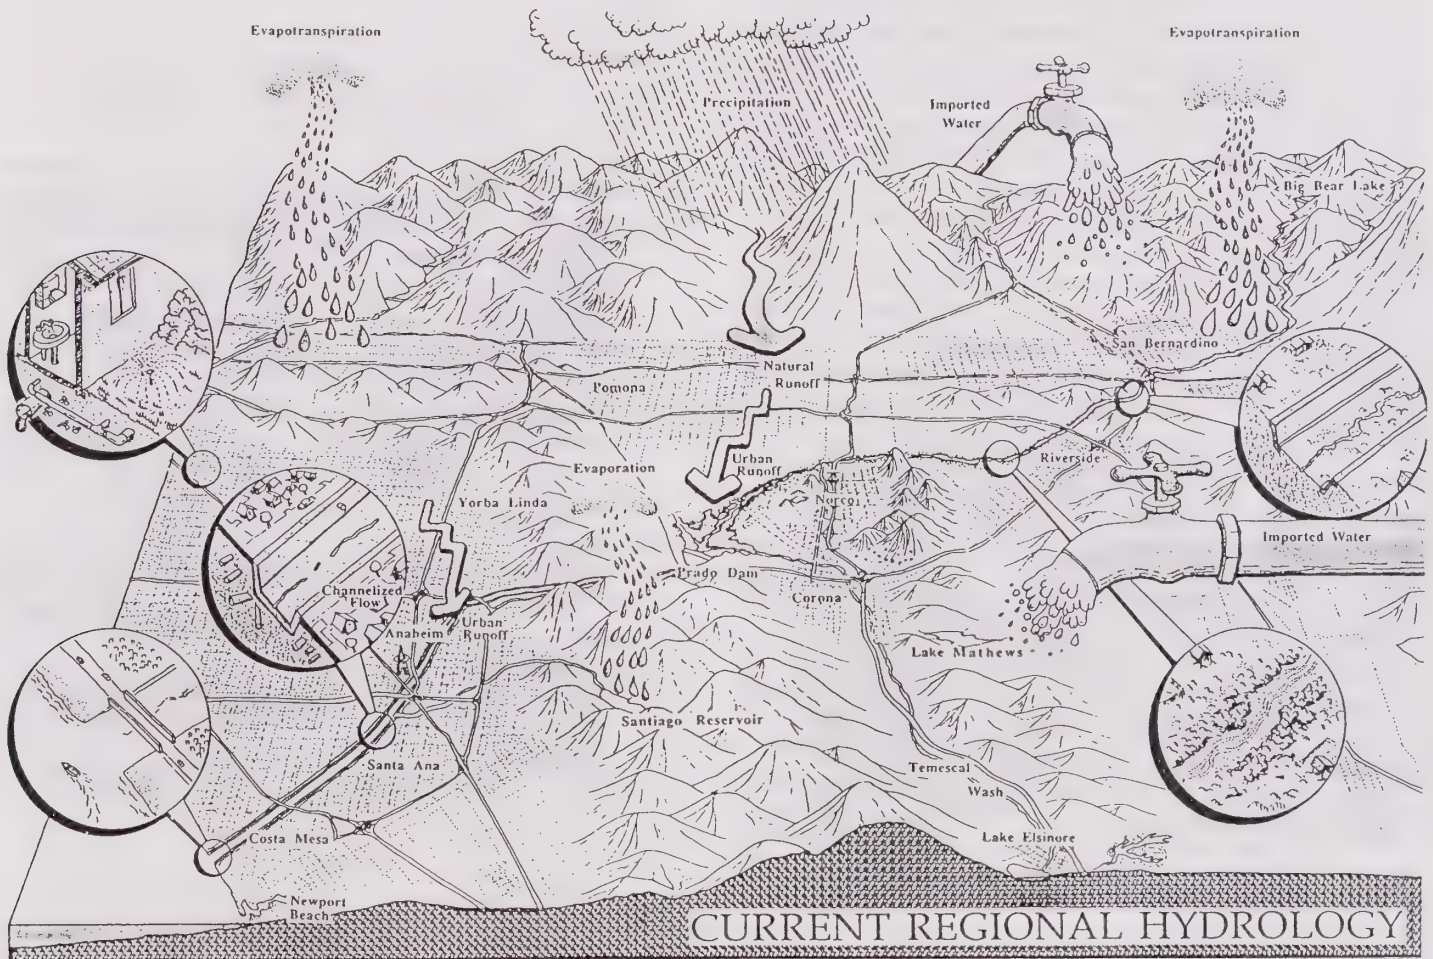 Evapotranspiration
Evapotranspiration
Precipitation
Imported
Water
Big Bear Lake
San Bernardino
Natural
Runoff
Pomona
Urban
Runoff
Riverside
Evaporation
Yorba Linda
Norco
Imported Water
Prado Dam
Channelized
Flow
Corona
Anaheim
Urban
Runoff
Lake Mathews
Santiago Reservoir
Santa Ana
Temescal
Wash
Costa Mesa
Lake Elsinore
Newport
Beach
CURRENT REGIONAL HYDROLOGY